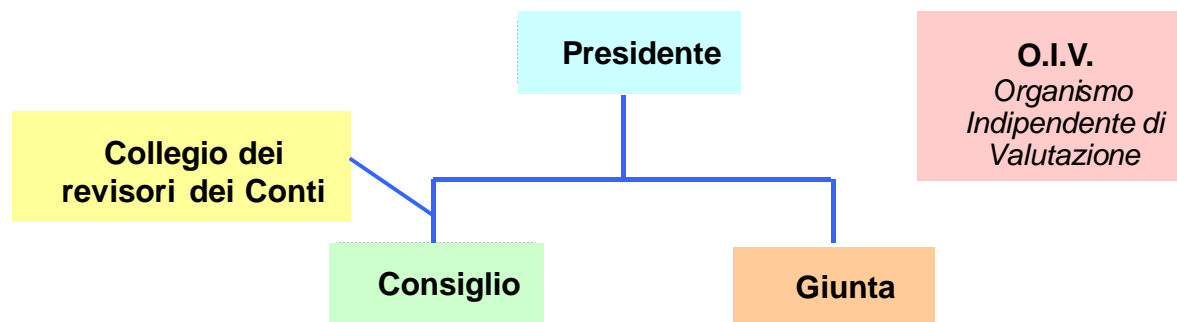 Presidente
O.I.V.
Organismo
Indipendente di
Valutazione
Collegio dei
revisori dei Conti
Consiglio
Giunta